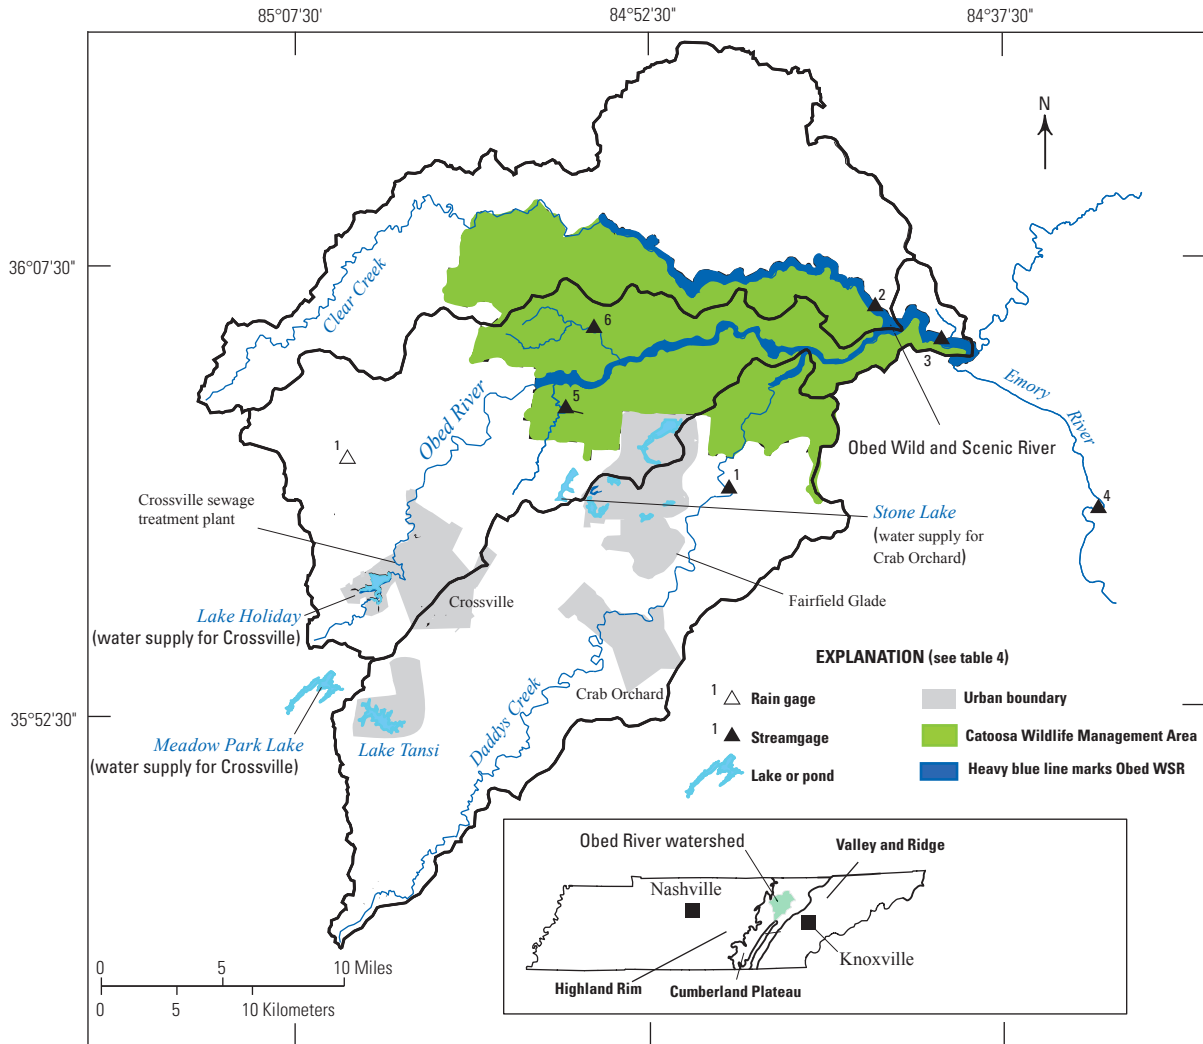 85°07'30"
84°52'30"
84°37'30"
N
36°07'30"
Clear Creek
2
6
3
Emory
River
5
Obed River
Obed Wild and Scenic River
1
1
4
Crossville sewage
treatment plant
Stone Lake
(water supply for
Crab Orchard)
Fairfield Glade
Crossville
Lake Holiday
(water supply for Crossville)
EXPLANATION (see table 4)
Crab Orchard
1 Rain gage
Urban boundary
35°52'30"
1 Streamgage
Catoosa Wildlife Management Area
Daddys Creek
Meadow Park Lake
(water supply for Crossville)
Lake Tansi
Lake or pond
Heavy blue line marks Obed WSR
Obed River watershed
Valley and Ridge
Nashville
Knoxville
Highland Rim
Cumberland Plateau
0 5 10 Miles
0 5 10 Kilometers